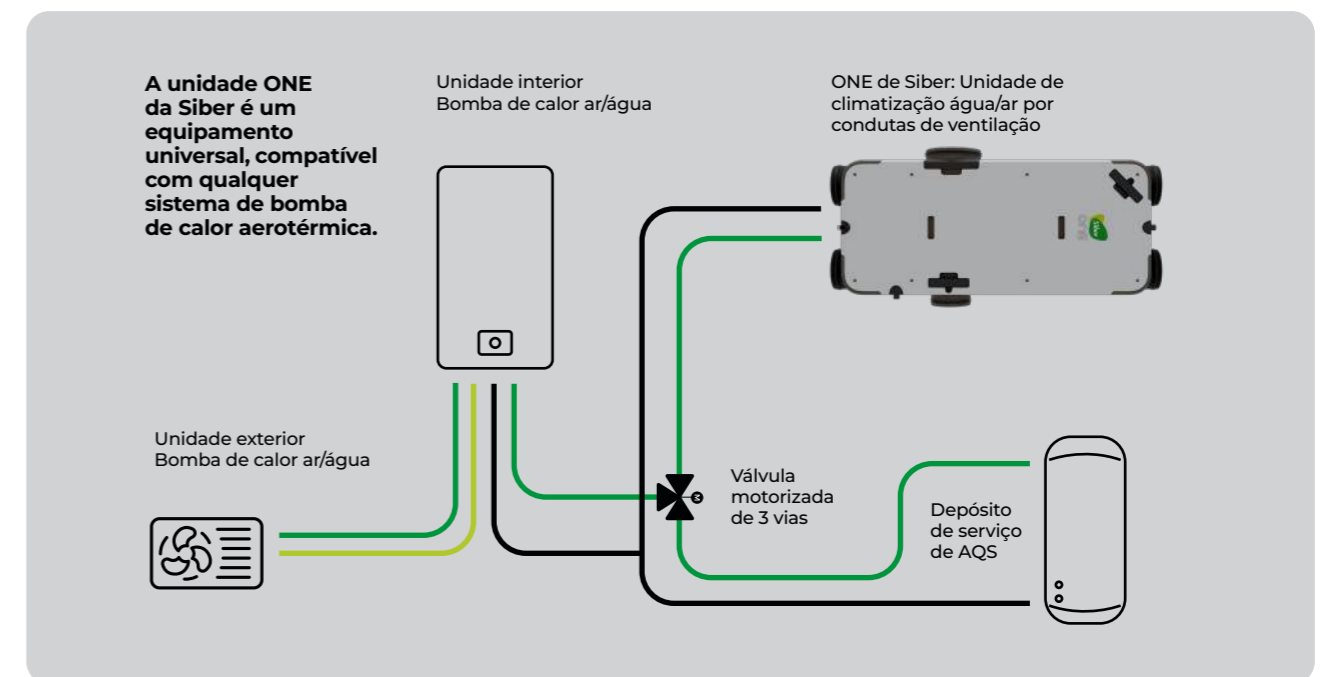 A unidade ONE
da Siber é um
equipamento
universal, compatível
com qualquer
sistema de bomba
de calor aerotérmica.
Unidade interior
Bomba de calor ar/água
ONE de Siber: Unidade de
climatização água/ar por
condutas de ventilação
Unidade exterior
Bomba de calor ar/água
Válvula
motorizada
de 3 vias
M
Depósito
de serviço
de AQS